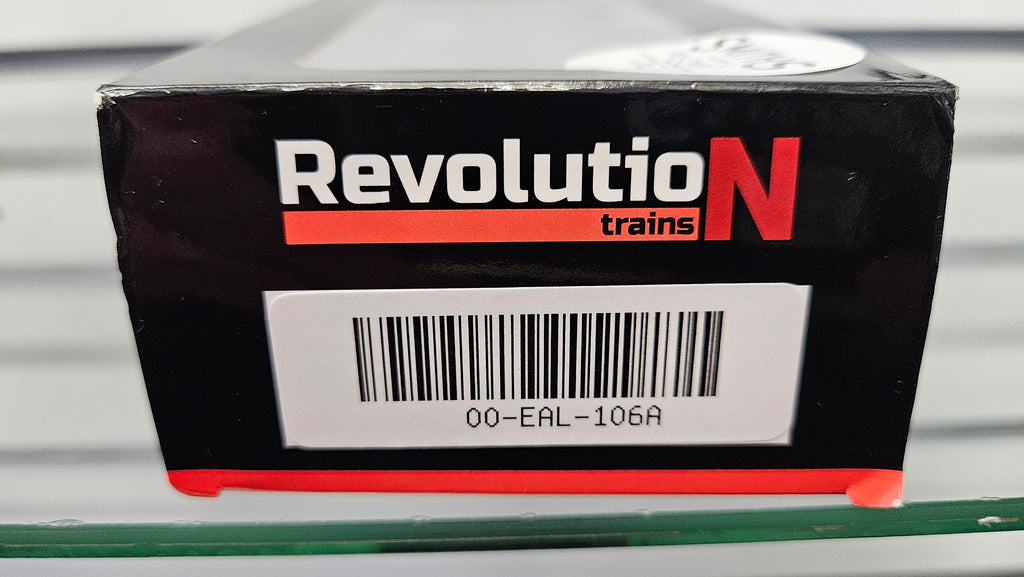 RevolutioN
trains
OO-EAL-106A